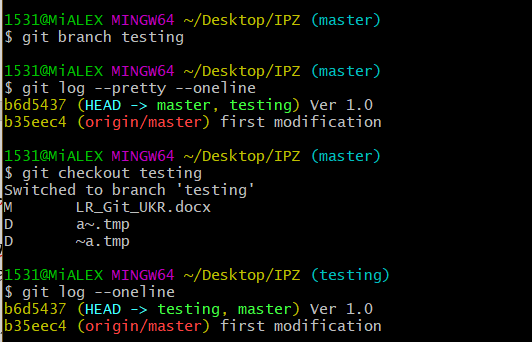 1531@MiALEX MINGW64 ~/Desktop/IPZ (master)
$ git branch testing
1531@MiALEX MINGW64 ~/Desktop/IPZ (master)
$ git log --pretty --oneline
b6d5437 (HEAD -> master, testing) Ver 1.0
b35eec4 (origin/master) first modification
1531@MiALEX MINGW64 ~/Desktop/IPZ (master)
$ git checkout testing
Switched to branch 'testing'
M       LR_Git_UKR.docx
D       a~.tmp
D       ~a.tmp
1531@MiALEX MINGW64 ~/Desktop/IPZ (testing)
$ git log --oneline
b6d5437 (HEAD -> testing, master) Ver 1.0
b35eec4 (origin/master) first modification